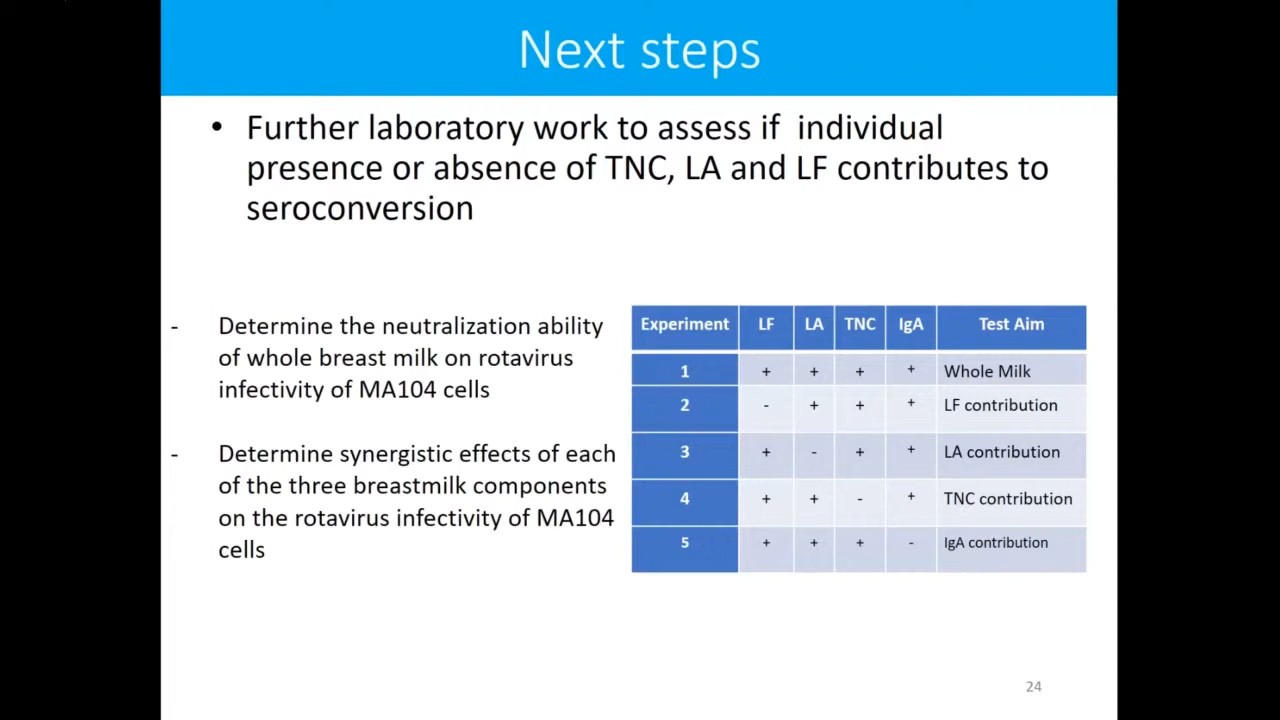 Next steps
• Further laboratory work to assess if individual
presence or absence of TNC, LA and LF contributes to
seroconversion
- Determine the neutralization ability
of whole breast milk on rotavirus
infectivity of MA104 cells
- Determine synergistic effects of each
of the three breastmilk components
on the rotavirus infectivity of MA104
cells
Experiment LF LA TNC IgA Test Aim
1 + + + + Whole Milk
2 - + + + LF contribution
3 + - + + LA contribution
4 + + - + TNC contribution
5 + + + - IgA contribution
24